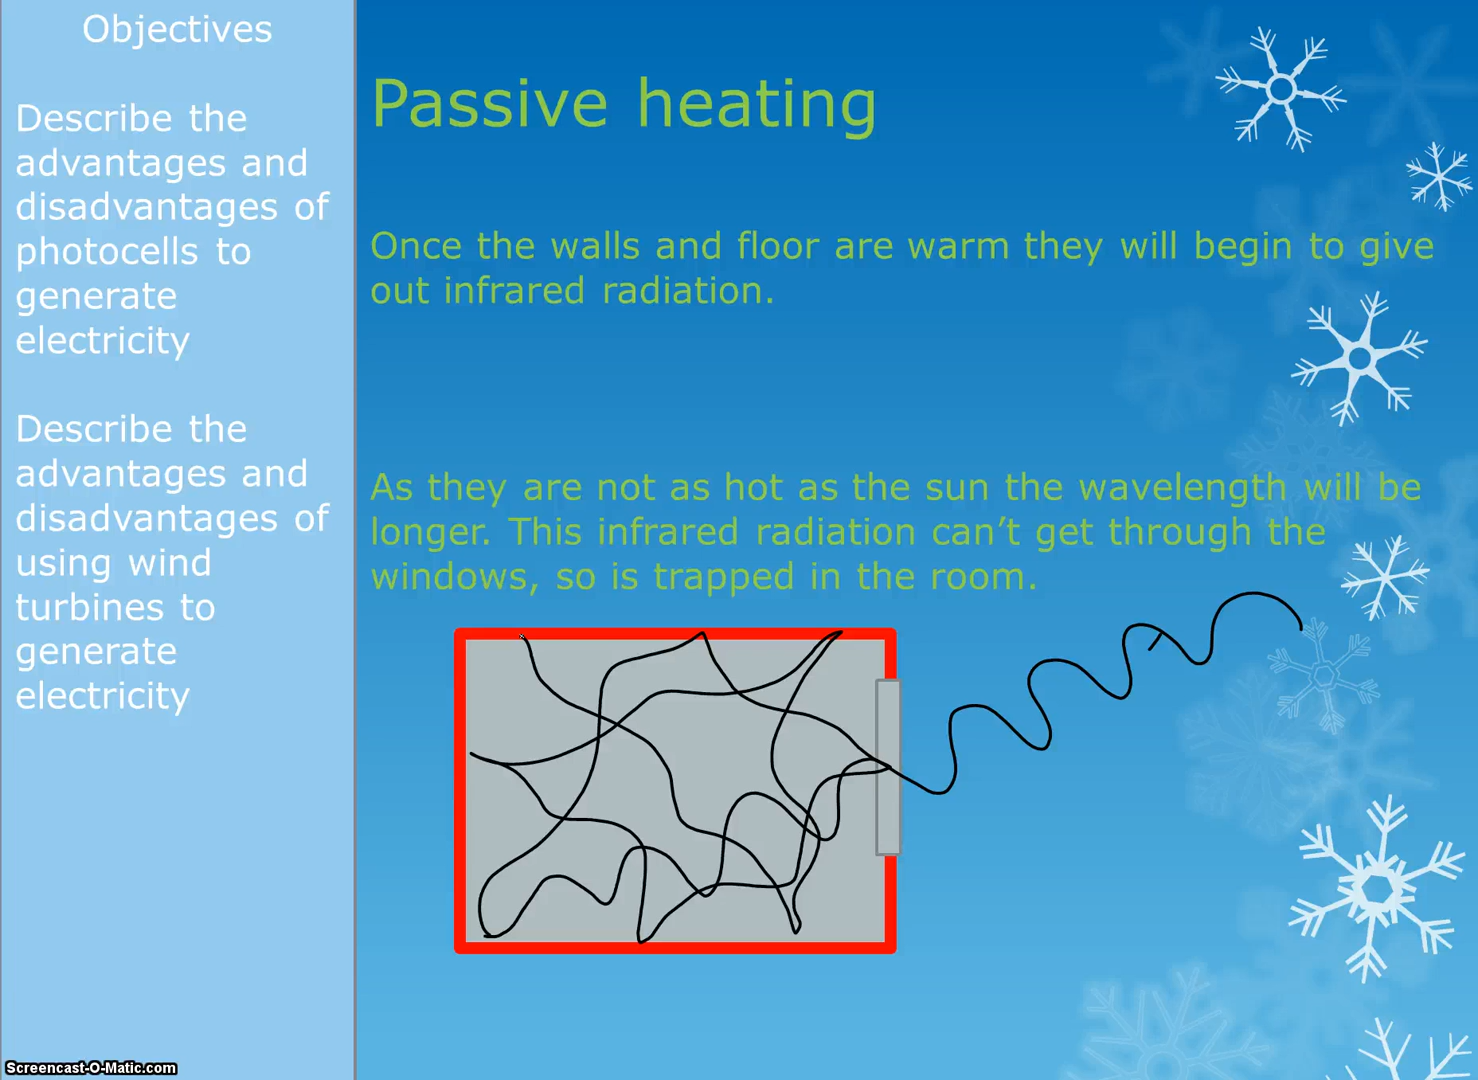 Objectives
Describe the
advantages and
disadvantages of
photocells to
generate
electricity
Describe the
advantages and
disadvantages of
using wind
turbines to
generate
electricity
Passive heating
Once the walls and floor are warm they will begin to give
out infrared radiation.
As they are not as hot as the sun the wavelength will be
longer. This infrared radiation can’t get through the
windows, so is trapped in the room.
Screencast-O-Matic.com